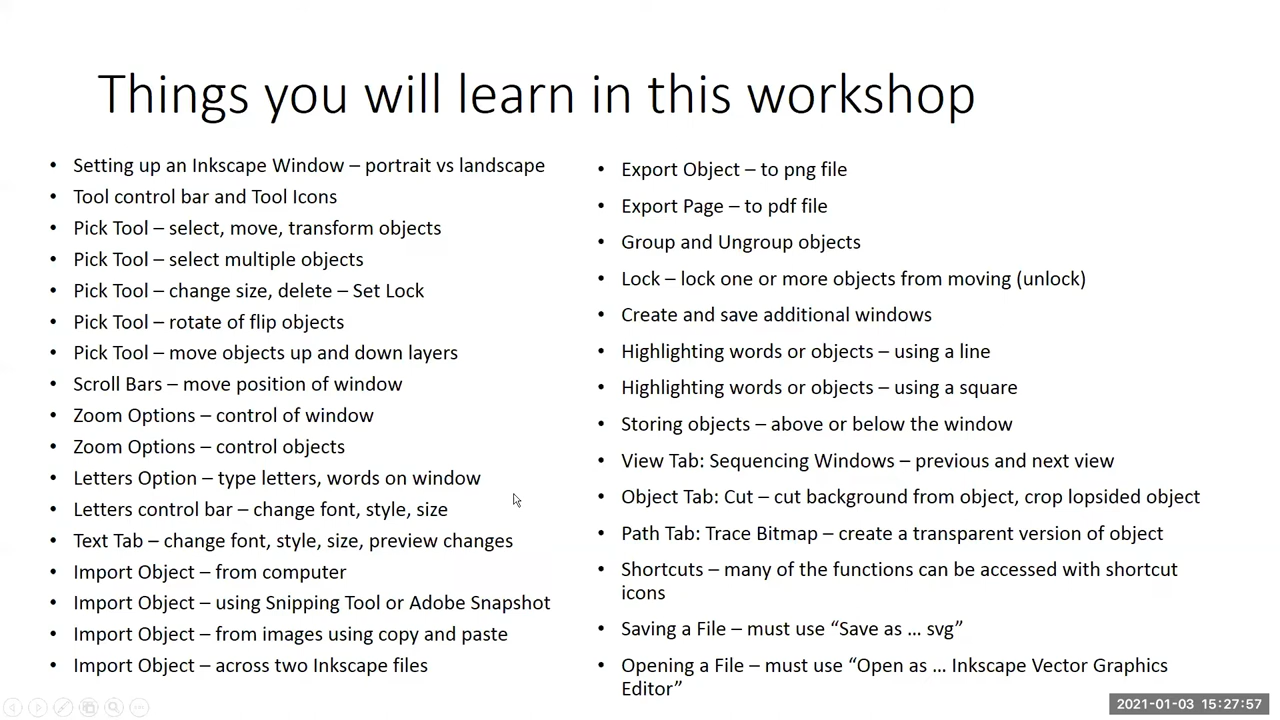 Things you will learn in this workshop
• Setting up an Inkscape Window – portrait vs landscape
• Tool control bar and Tool Icons
• Pick Tool – select, move, transform objects
• Pick Tool – select multiple objects
• Pick Tool – change size, delete – Set Lock
• Pick Tool – rotate of flip objects
• Pick Tool – move objects up and down layers
• Scroll Bars – move position of window
• Zoom Options – control of window
• Zoom Options – control objects
• Letters Option – type letters, words on window
• Letters control bar – change font, style, size
• Text Tab – change font, style, size, preview changes
• Import Object – from computer
• Import Object – using Snipping Tool or Adobe Snapshot
• Import Object – from images using copy and paste
• Import Object – across two Inkscape files
• Export Object – to png file
• Export Page – to pdf file
• Group and Ungroup objects
• Lock – lock one or more objects from moving (unlock)
• Create and save additional windows
• Highlighting words or objects – using a line
• Highlighting words or objects – using a square
• Storing objects – above or below the window
• View Tab: Sequencing Windows – previous and next view
• Object Tab: Cut – cut background from object, crop lopsided object
• Path Tab: Trace Bitmap – create a transparent version of object
• Shortcuts – many of the functions can be accessed with shortcut
icons
• Saving a File – must use “Save as … svg”
• Opening a File – must use “Open as … Inkscape Vector Graphics
Editor”
2021-01-03 15:27:57